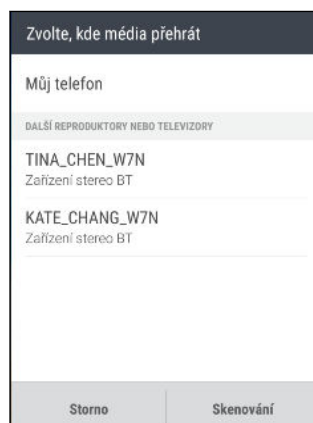 Zvolte, kde média přehrát
Můj telefon
DALŠÍ REPRODUKTORY NEBO TELEVIZORY
TINA_CHEN_W7N
Zařízení stereo BT
KATE_CHANG_W7N
Zařízení stereo BT
Storno
Skenování